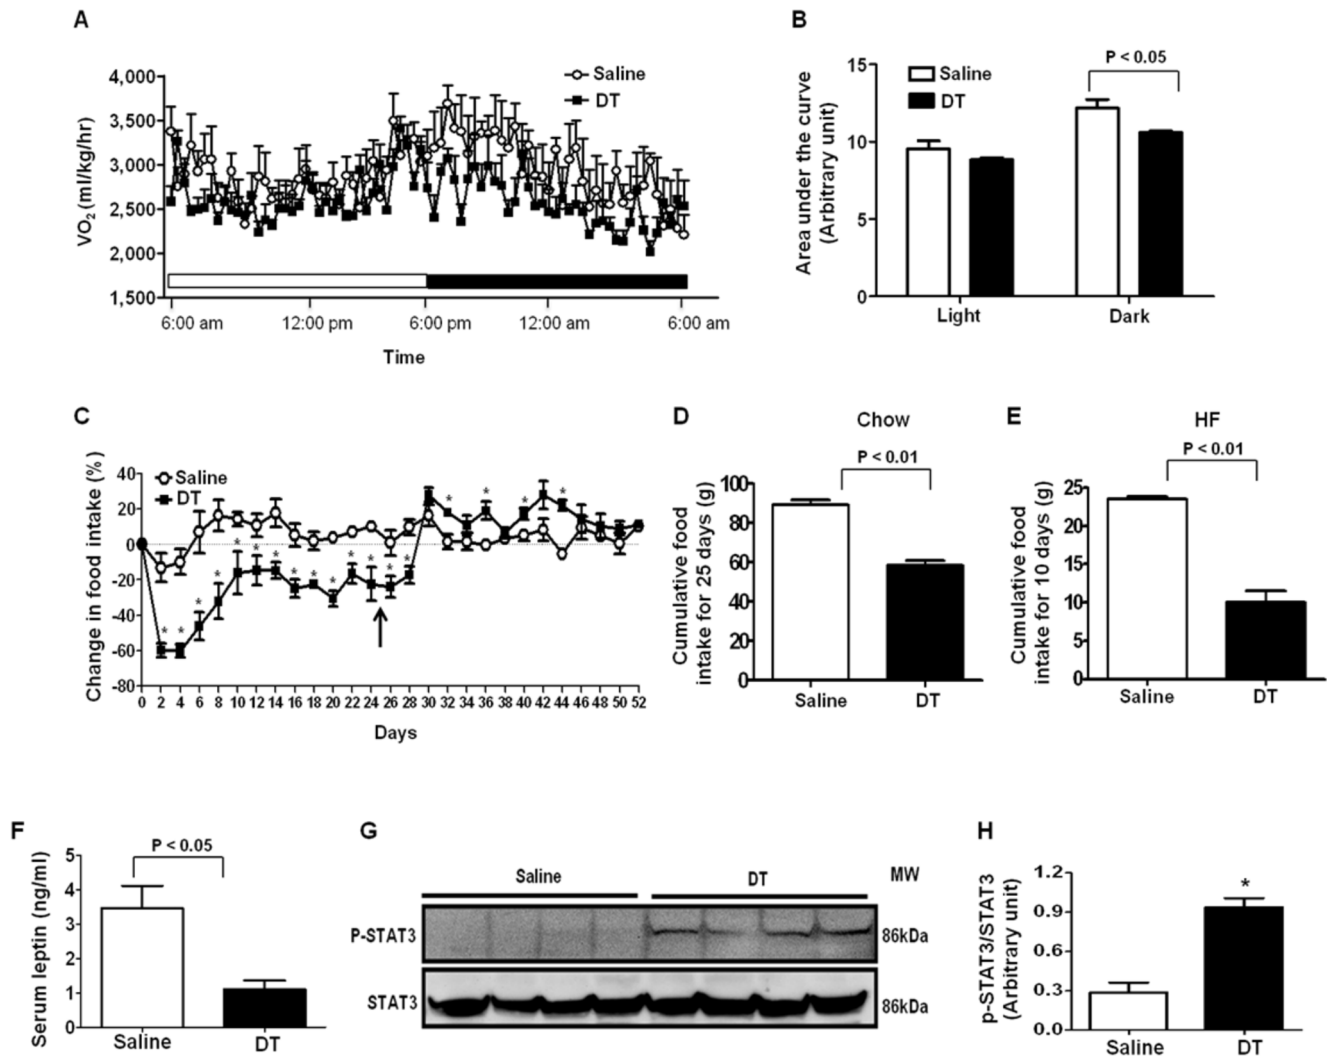 A
VO2 (ml/kg/hr)
4,000
3,500
3,000
2,500
2,000
1,500
Saline
DT
6:00 am
12:00 pm
6:00 pm
12:00 am
6:00 am
Time
B
Area under the curve
(Arbitrary unit)
15
10
5
0
Saline
DT
P < 0.05
Light
Dark
C
Change in food intake (%)
40
20
0
-20
-40
-60
-80
Saline
DT
* * * * * * * * * * * * * * * * * *
0 2 4 6 8 10 12 14 16 18 20 22 24 26 28 30 32 34 36 38 40 42 44 46 48 50 52
Days
D
Chow
P < 0.01
Cumulative food
intake for 25 days (g)
100
80
60
40
20
0
Saline
DT
E
HF
P < 0.01
Cumulative food
intake for 10 days (g)
25
20
15
10
5
0
Saline
DT
F
P < 0.05
Serum leptin (ng/ml)
5
4
3
2
1
0
Saline
DT
G
Saline
DT
MW
P-STAT3
86kDa
STAT3
86kDa
H
p-STAT3/STAT3
(Arbitrary unit)
1.2
0.9
0.6
0.3
0.0
*
Saline
DT